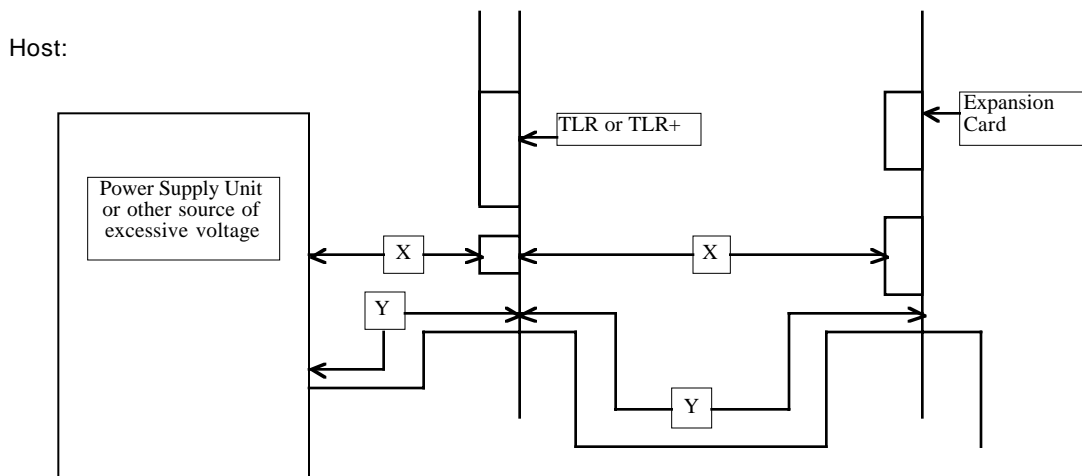 Host:
TLR or TLR+
Expansion
Card
Power Supply Unit
or other source of
excessive voltage
X
X
Y
Y